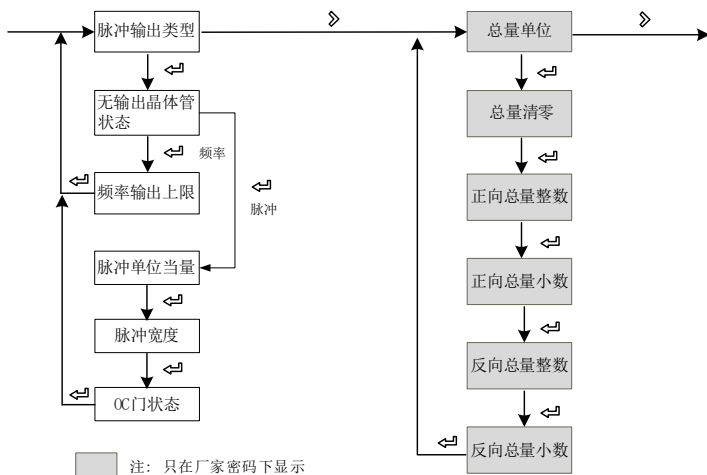 脉冲输出类型
总量单位
无输出晶体管
状态
总量清零
频率
频率输出上限
脉冲
正向总量整数
脉冲单位当量
正向总量小数
脉冲宽度
反向总量整数
OC门状态
反向总量小数
注: 只在厂家密码下显示